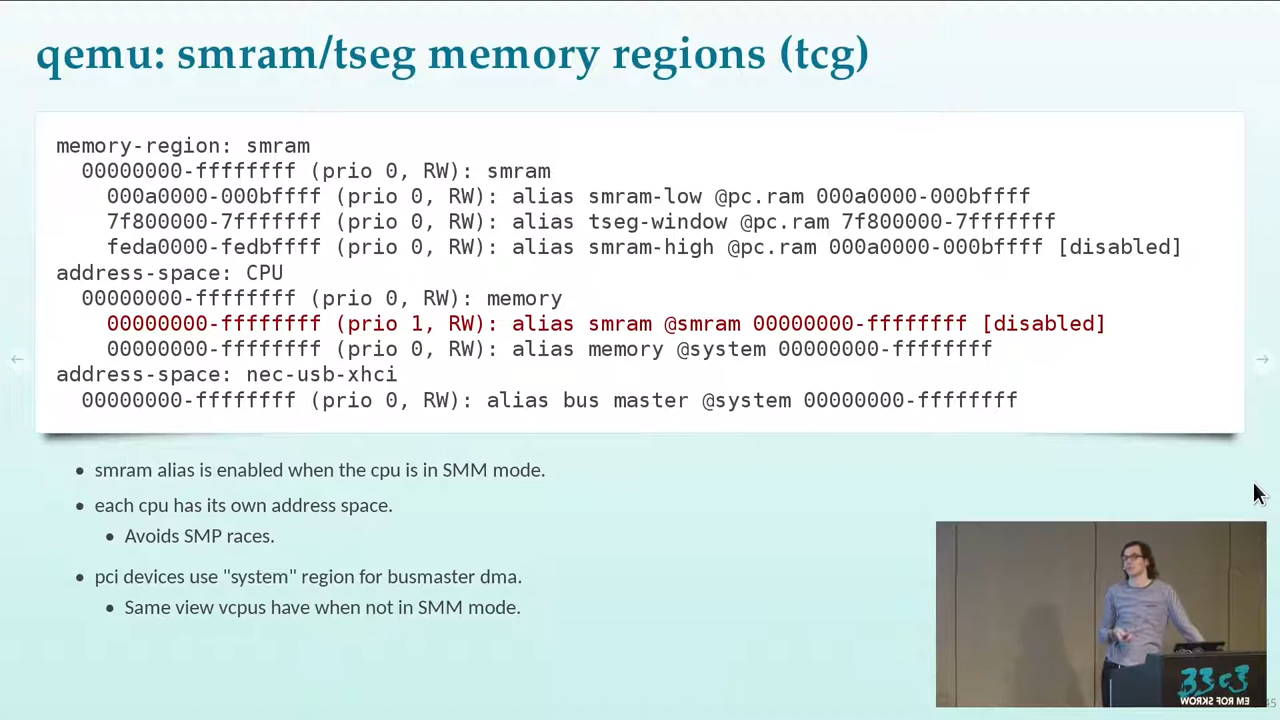 qemu: smram/tseg memory regions (tcg)
memory-region: smram
00000000-ffffffff (prio 0, RW): smram
000a0000-000bffff (prio 0, RW): alias smram-low @pc.ram 000a0000-000bffff
7f800000-7fffffff (prio 0, RW): alias tseg-window @pc.ram 7f800000-7fffffff
feda0000-fedbffff (prio 0, RW): alias smram-high @pc.ram 000a0000-000bffff [disabled]
address-space: CPU
00000000-ffffffff (prio 0, RW): memory
00000000-ffffffff (prio 1, RW): alias smram @smram 00000000-ffffffff [disabled]
00000000-ffffffff (prio 0, RW): alias memory @system 00000000-ffffffff
address-space: nec-usb-xhci
00000000-ffffffff (prio 0, RW): alias bus master @system 00000000-ffffffff
← →
• smram alias is enabled when the cpu is in SMM mode.
• each cpu has its own address space.
• Avoids SMP races.
• pci devices use "system" region for busmaster dma.
• Same view vcpus have when not in SMM mode.
33c3
WORKS FOR ME